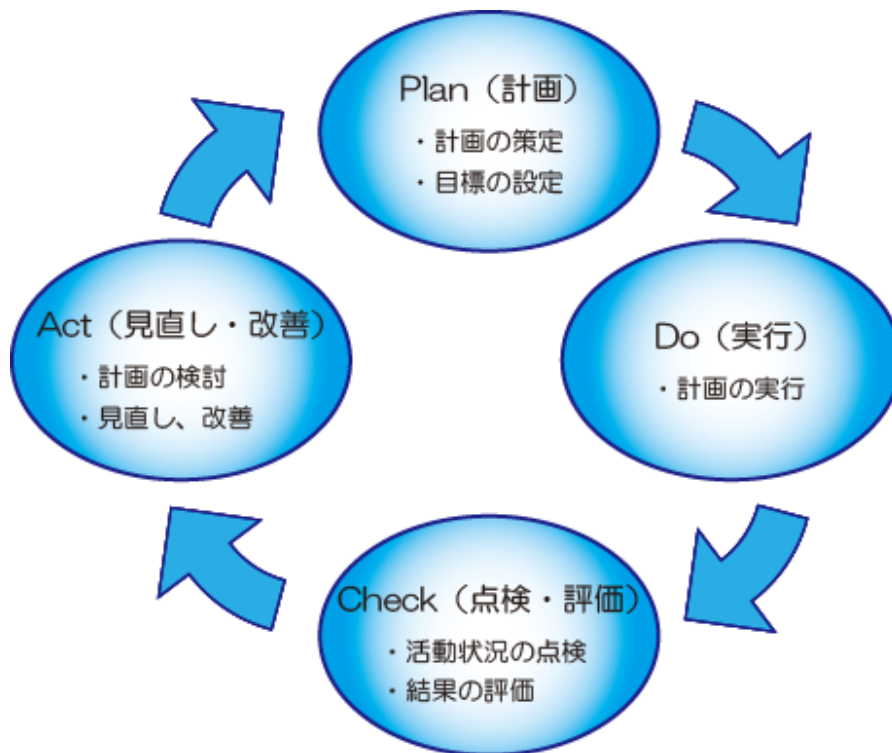 Plan（計画）
・計画の策定
・目標の設定
Do（実行）
・計画の実行
Check（点検・評価）
・活動状況の点検
・結果の評価
Act（見直し・改善）
・計画の検討
・見直し、改善